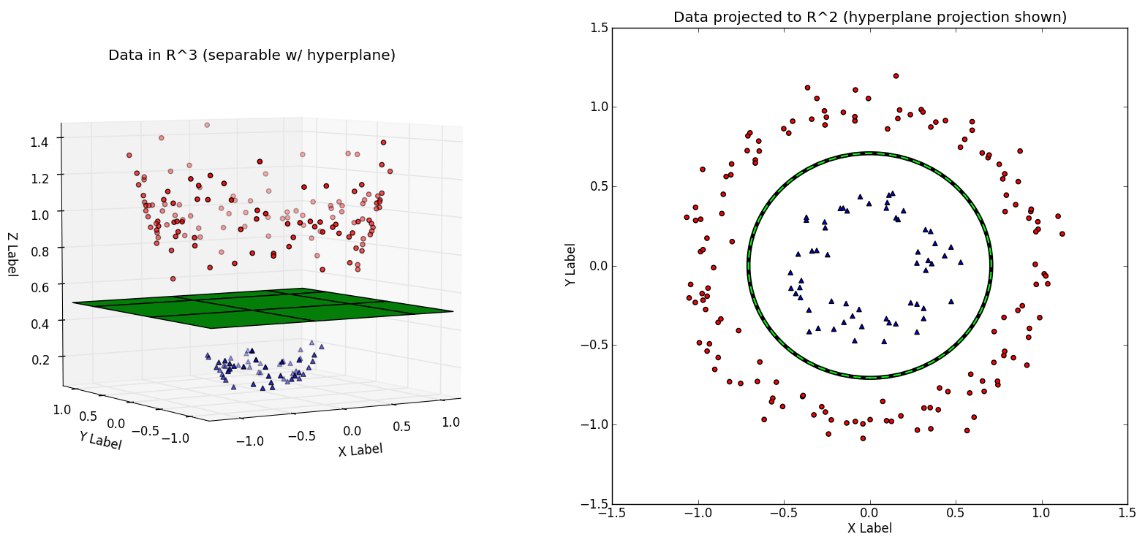 Data in R^3 (separable w/ hyperplane)
1.4
1.2
1.0
0.8
0.6
0.4
0.2
Z Label
1.0 0.5 0.0 −0.5 −1.0
Y Label
−1.0 −0.5 0.0 0.5 1.0
X Label
Data projected to R^2 (hyperplane projection shown)
1.5
1.0
0.5
0.0
−0.5
−1.0
−1.5
Y Label
−1.5 −1.0 −0.5 0.0 0.5 1.0 1.5
X Label